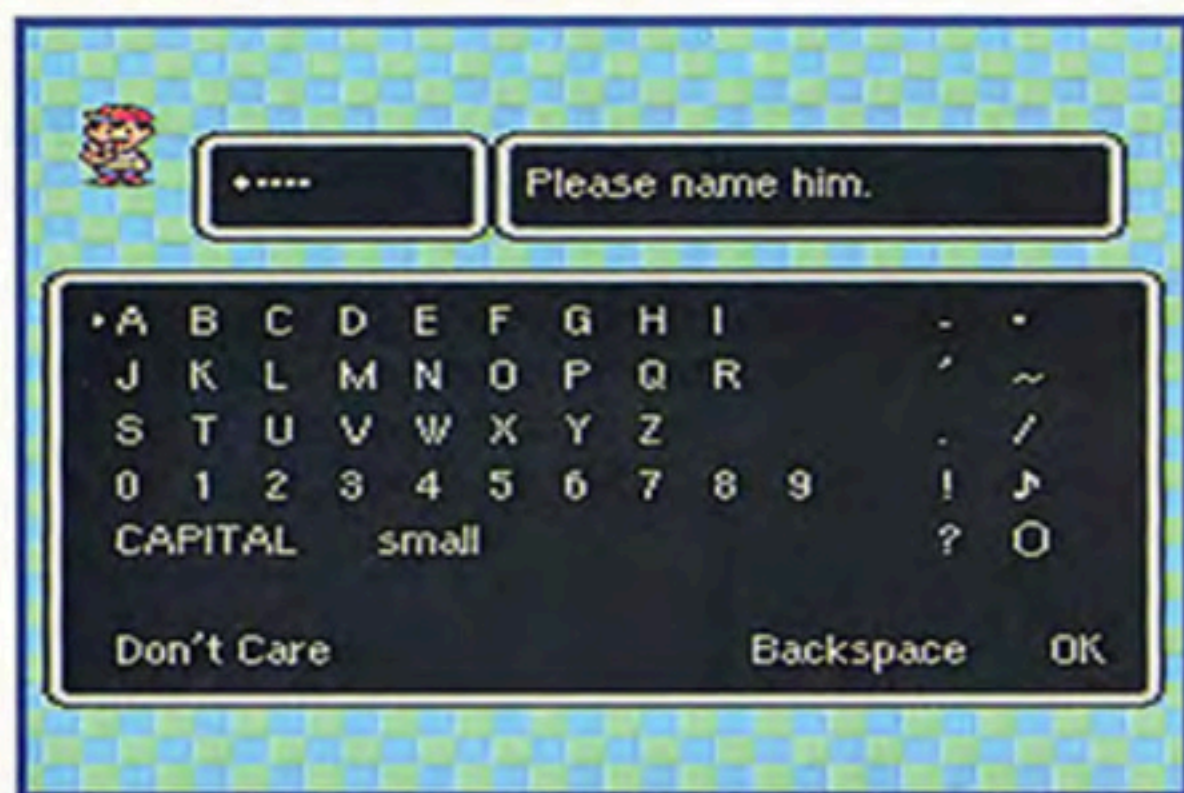 Please name him.
A B C D E F G H I - •
J K L M N O P Q R ′ ~
S T U V W X Y Z . /
0 1 2 3 4 5 6 7 8 9 ! ♪
CAPITAL small ? O
Don't Care Backspace OK